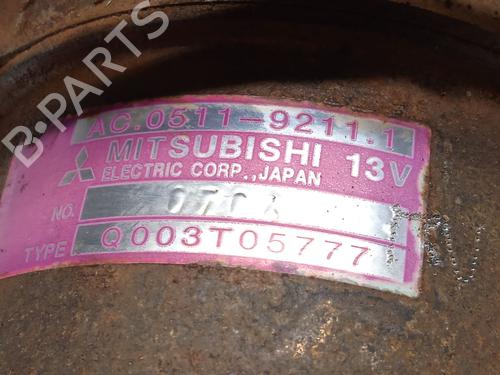 B-PARTS
AC.0511-9211.1
MITSUBISHI 13V
ELECTRIC CORP.,JAPAN
NO.
TYPE Q003T05777